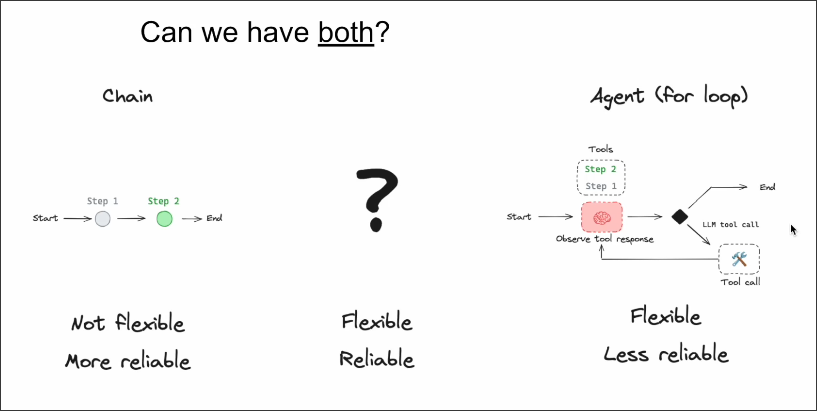 Can we have both?
Chain
Start
Step 1
Step 2
End
Not flexible
More reliable
?
Flexible
Reliable
Agent (for loop)
Tools
Step 2
Step 1
Start
Observe tool response
LLM tool call
End
Tool call
Flexible
Less reliable